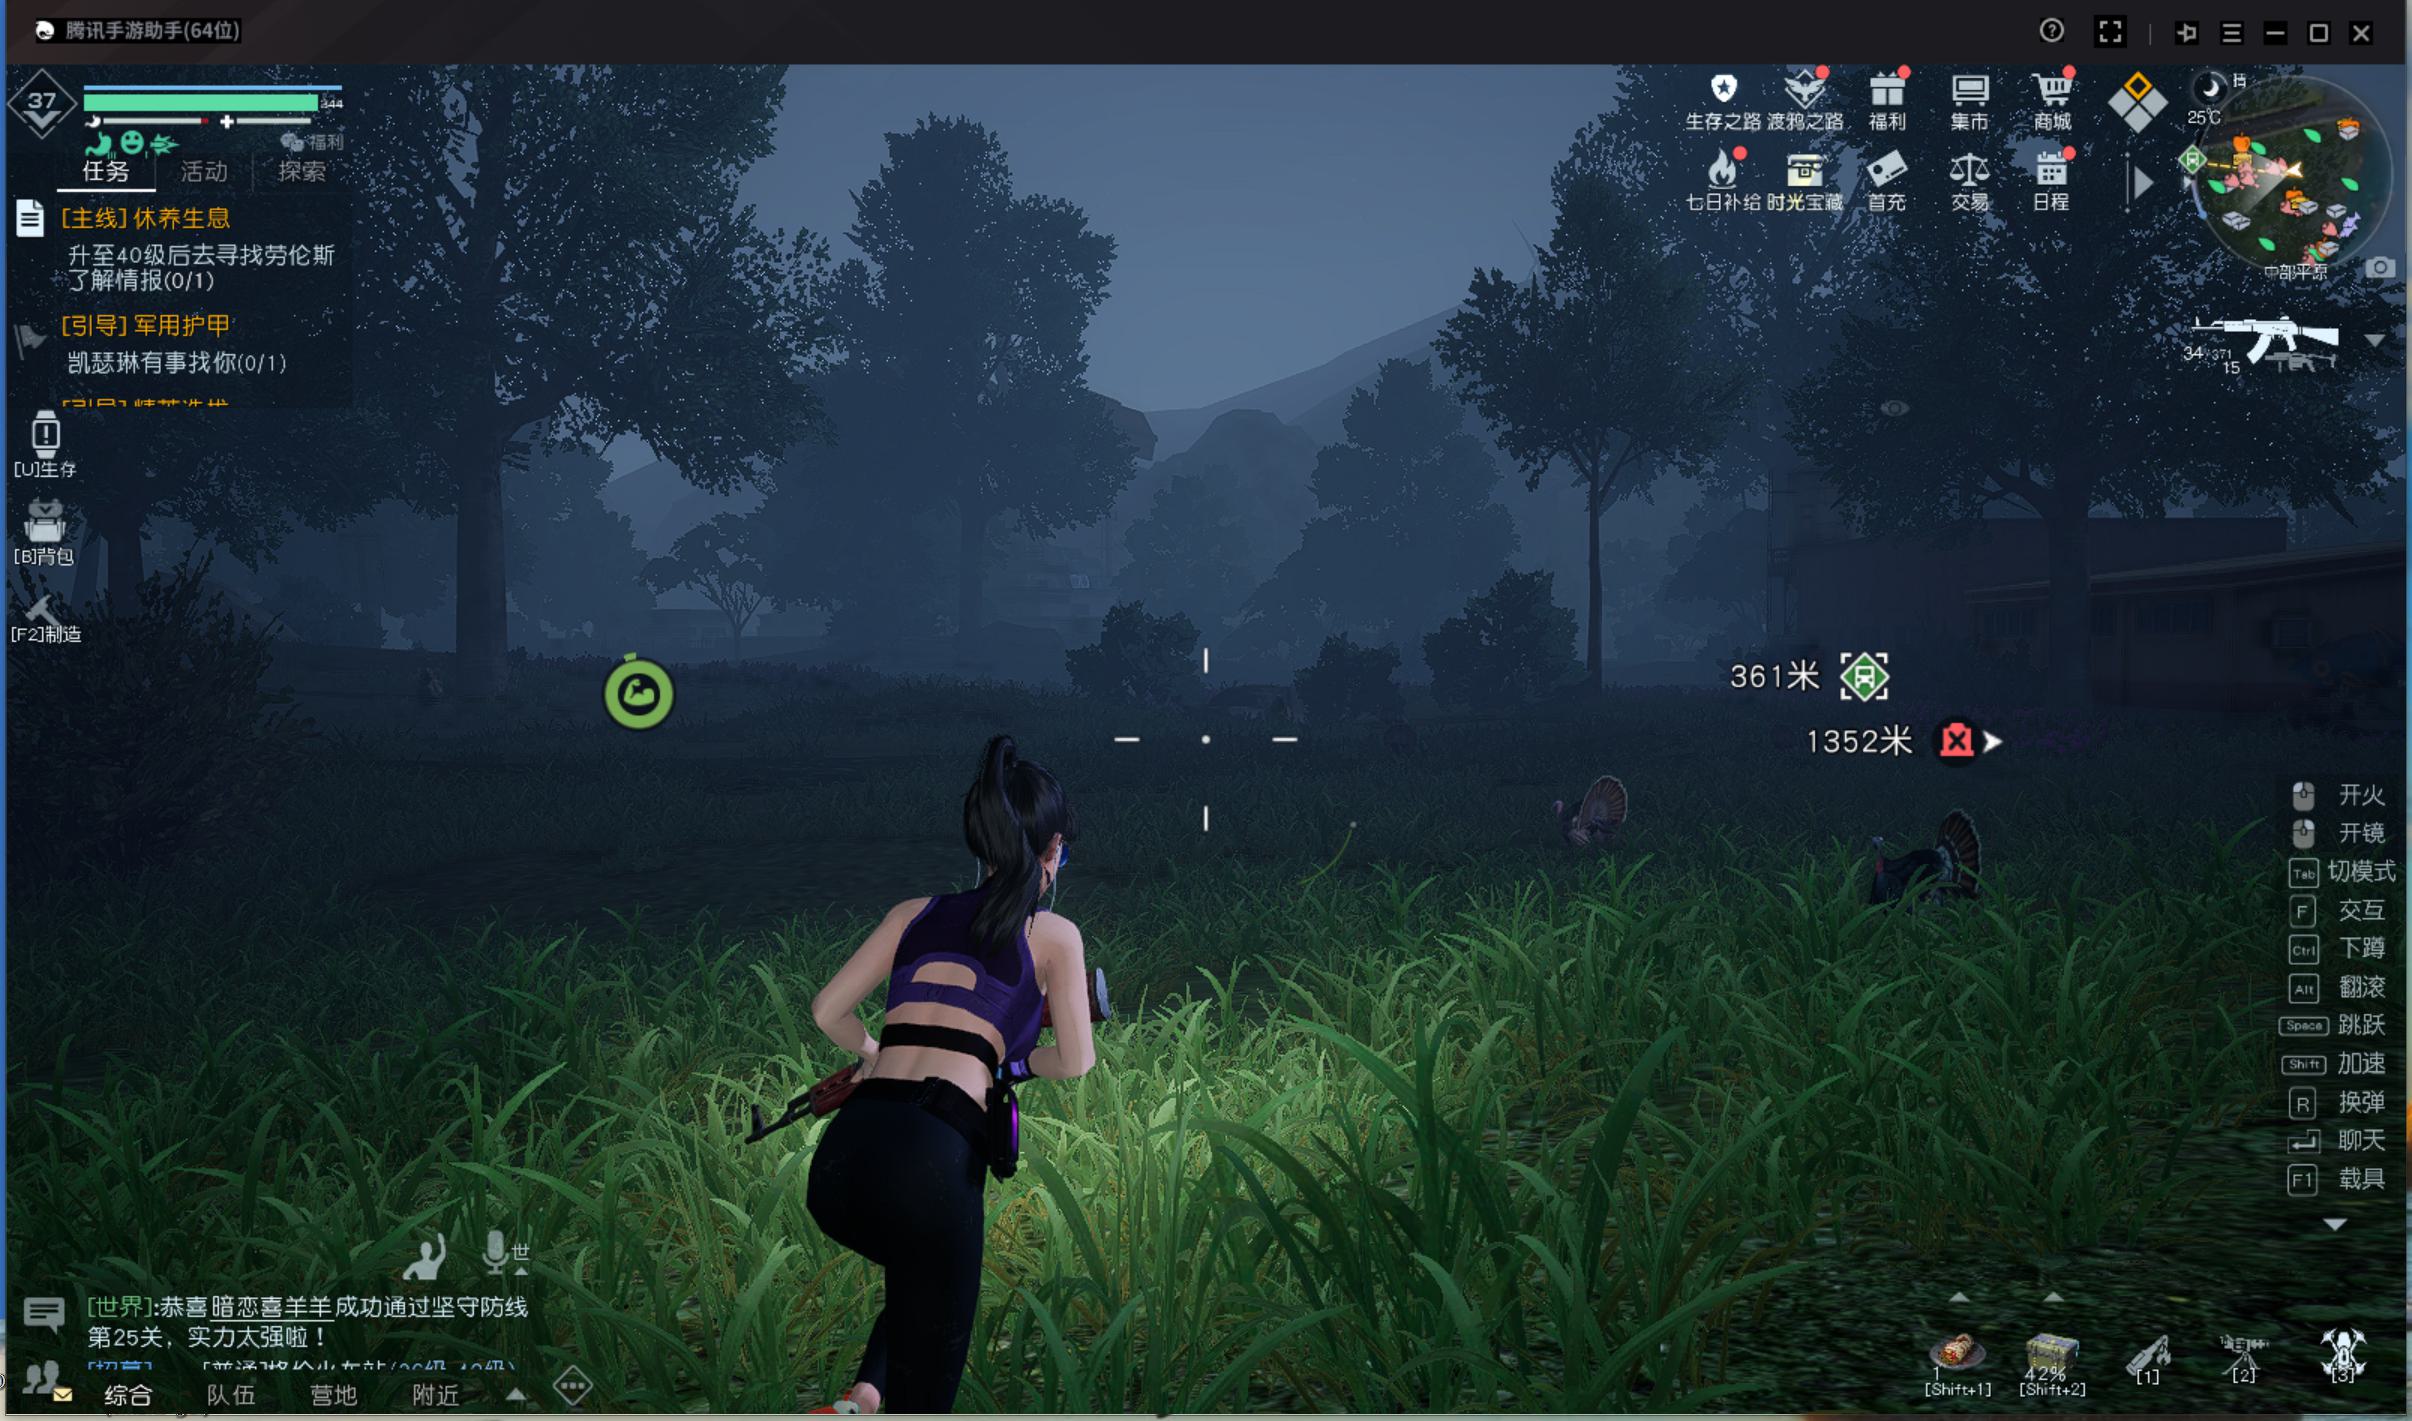 腾讯手游助手(64位)
37
244
福利
任务
活动
探索
[主线] 休养生息
升至40级后去寻找劳伦斯
了解情报(0/1)
[引导] 军用护甲
凯瑟琳有事找你(0/1)
[U]生存
[B]背包
[F2]制造
生存之路
渡鸦之路
福利
集市
商城
七日补给
时光宝藏
首充
交易
日程
25℃
中部平原
34/371
15
361米
1352米
开火
开镜
Tab 切模式
F 交互
Ctrl 下蹲
Alt 翻滚
Space 跳跃
Shift 加速
R 换弹
聊天
F1 载具
世
[世界]:恭喜暗恋喜羊羊成功通过坚守防线
第25关，实力太强啦！
综合
队伍
营地
附近
1
[Shift+1]
42%
[Shift+2]
[1]
[2]
[3]